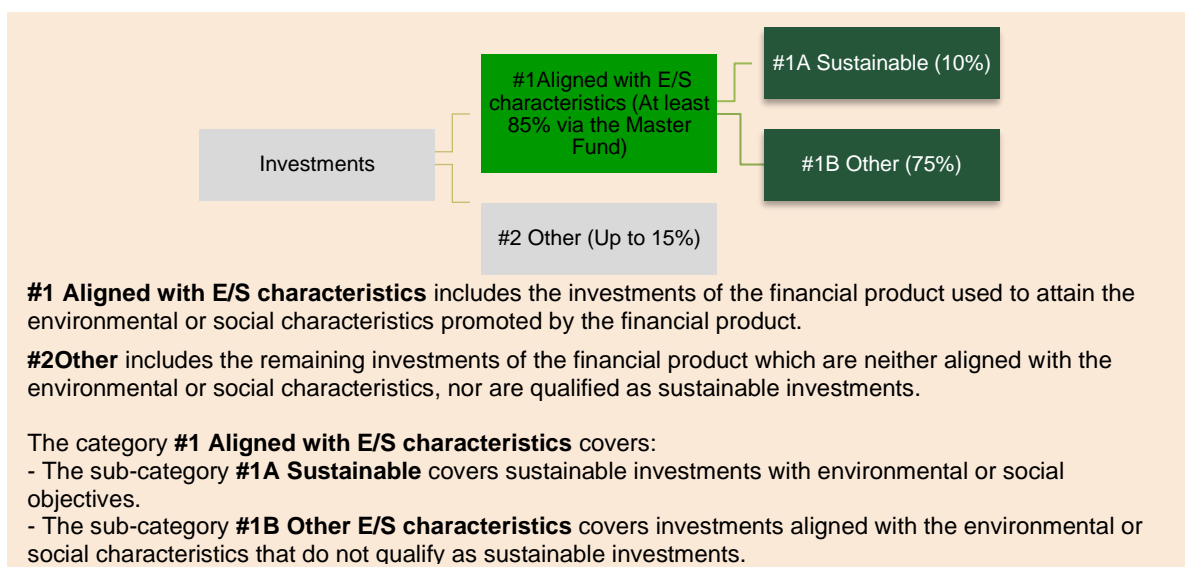 #1A Sustainable (10%)
#1Aligned with E/S
characteristics (At least
85% via the Master
Fund)
Investments
#1B Other (75%)
#2 Other (Up to 15%)
#1 Aligned with E/S characteristics includes the investments of the financial product used to attain the
environmental or social characteristics promoted by the financial product.
#2Other includes the remaining investments of the financial product which are neither aligned with the
environmental or social characteristics, nor are qualified as sustainable investments.
The category #1 Aligned with E/S characteristics covers:
- The sub-category #1A Sustainable covers sustainable investments with environmental or social
objectives.
- The sub-category #1B Other E/S characteristics covers investments aligned with the environmental or
social characteristics that do not qualify as sustainable investments.